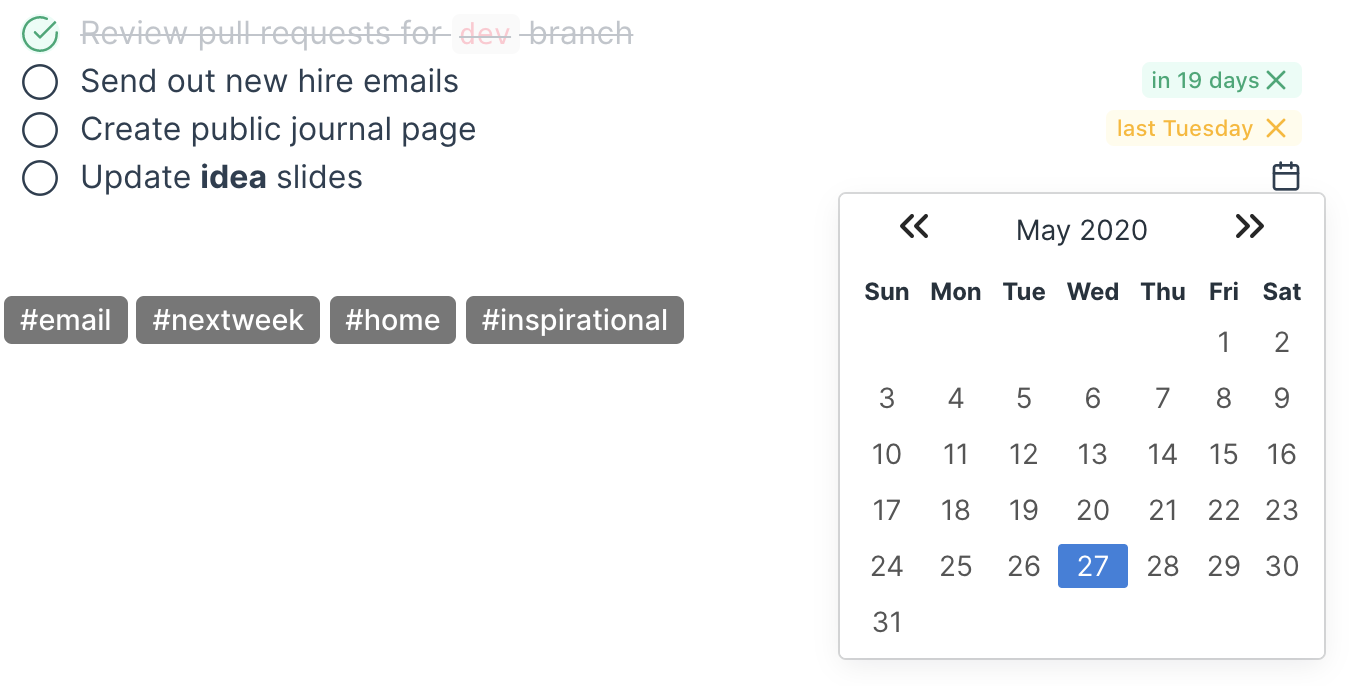 Review pull requests for dev branch
Send out new hire emails in 19 days
Create public journal page last Tuesday
Update idea slides
#email #nextweek #home #inspirational
May 2020
Sun Mon Tue Wed Thu Fri Sat
1 2
3 4 5 6 7 8 9
10 11 12 13 14 15 16
17 18 19 20 21 22 23
24 25 26 27 28 29 30
31